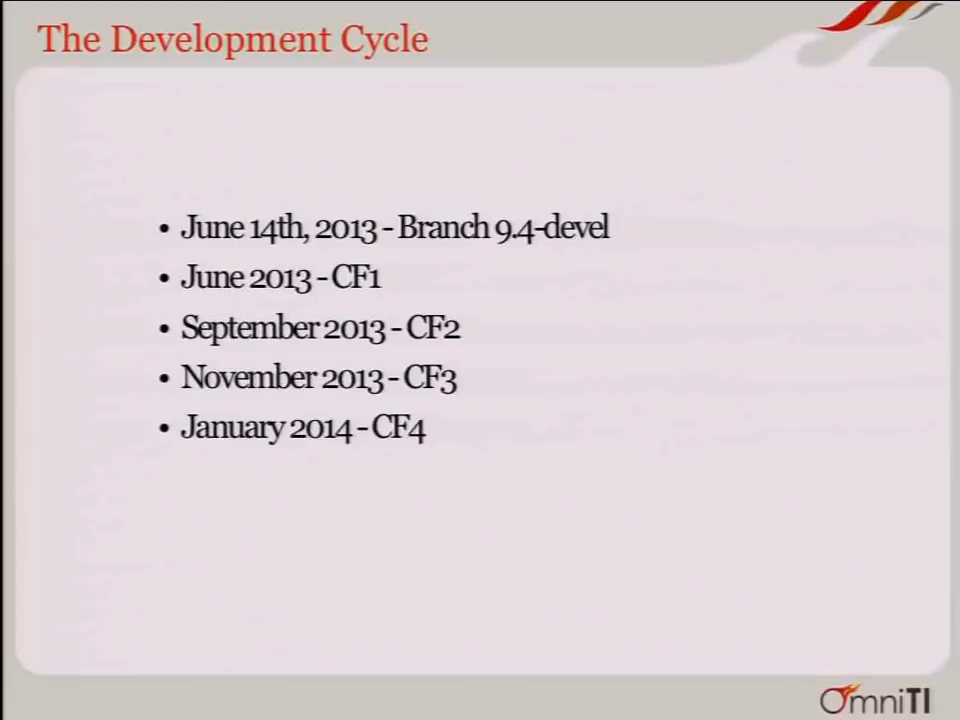 The Development Cycle
• June 14th, 2013 - Branch 9.4-devel
• June 2013 - CF1
• September 2013 - CF2
• November 2013 - CF3
• January 2014 - CF4
OmniTI